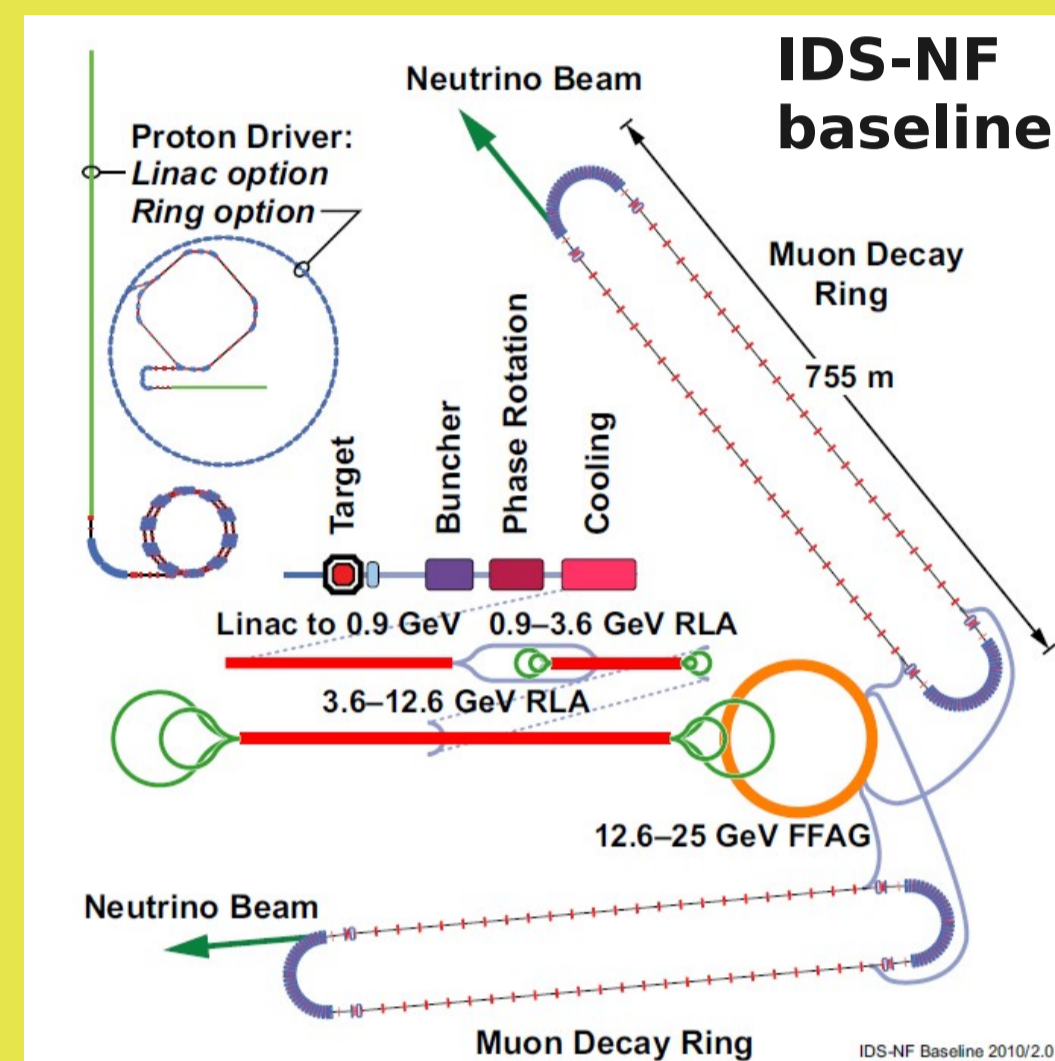 IDS-NF
baseline
Neutrino Beam
Proton Driver:
Linac option
Ring option
Muon Decay
Ring
755 m
Target
Buncher
Phase Rotation
Cooling
Linac to 0.9 GeV
0.9–3.6 GeV RLA
3.6–12.6 GeV RLA
12.6–25 GeV FFAG
Neutrino Beam
Muon Decay Ring
IDS-NF Baseline 2010/2.0